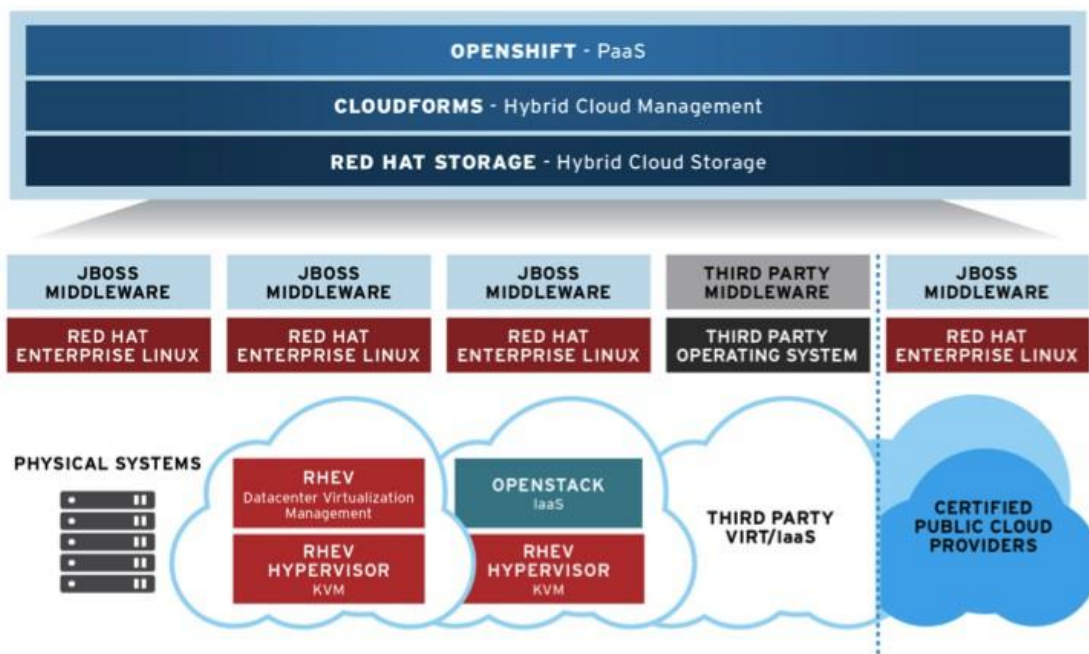 OPENSHIFT - PaaS
CLOUDFORMS - Hybrid Cloud Management
RED HAT STORAGE - Hybrid Cloud Storage
JBOSS
MIDDLEWARE
JBOSS
MIDDLEWARE
JBOSS
MIDDLEWARE
THIRD PARTY
MIDDLEWARE
JBOSS
MIDDLEWARE
RED HAT
ENTERPRISE LINUX
RED HAT
ENTERPRISE LINUX
RED HAT
ENTERPRISE LINUX
THIRD PARTY
OPERATING SYSTEM
RED HAT
ENTERPRISE LINUX
PHYSICAL SYSTEMS
RHEV
Datacenter Virtualization
Management
RHEV
HYPERVISOR
KVM
OPENSTACK
IaaS
RHEV
HYPERVISOR
KVM
THIRD PARTY
VIRT/IaaS
CERTIFIED
PUBLIC CLOUD
PROVIDERS